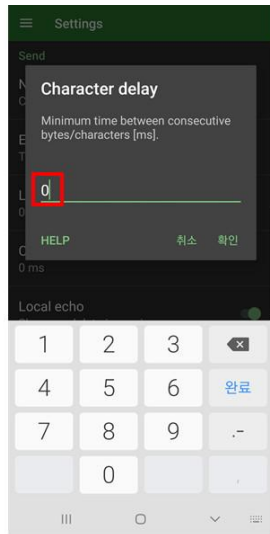 Settings
Send
Character delay
Minimum time between consecutive
bytes/characters [ms].
0
HELP 취소 확인
0 ms
Local echo
1 2 3
4 5 6 완료
7 8 9 .-
0 ,